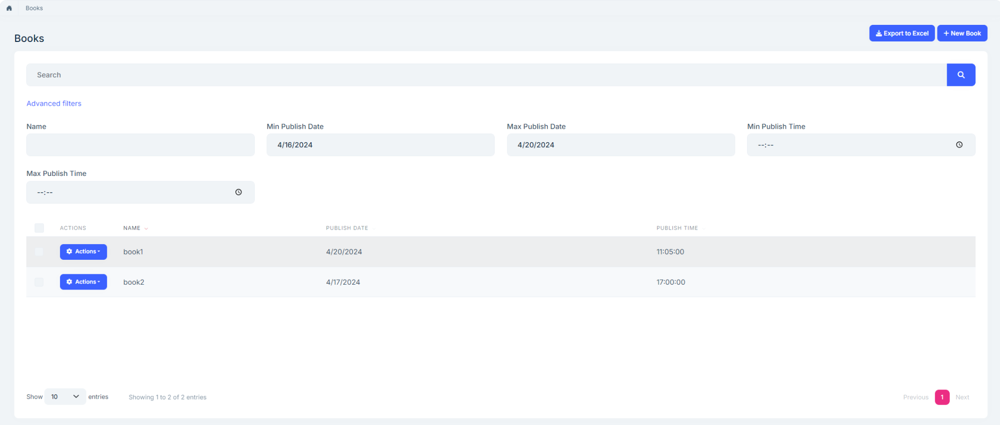 Books
Books
Export to Excel
New Book
Search
Advanced filters
Name
Min Publish Date
Max Publish Date
Min Publish Time
4/16/2024
4/20/2024
--:--
Max Publish Time
--:--
ACTIONS NAME PUBLISH DATE PUBLISH TIME
Actions book1 4/20/2024 11:05:00
Actions book2 4/17/2024 17:00:00
Show 10 entries Showing 1 to 2 of 2 entries Previous 1 Next